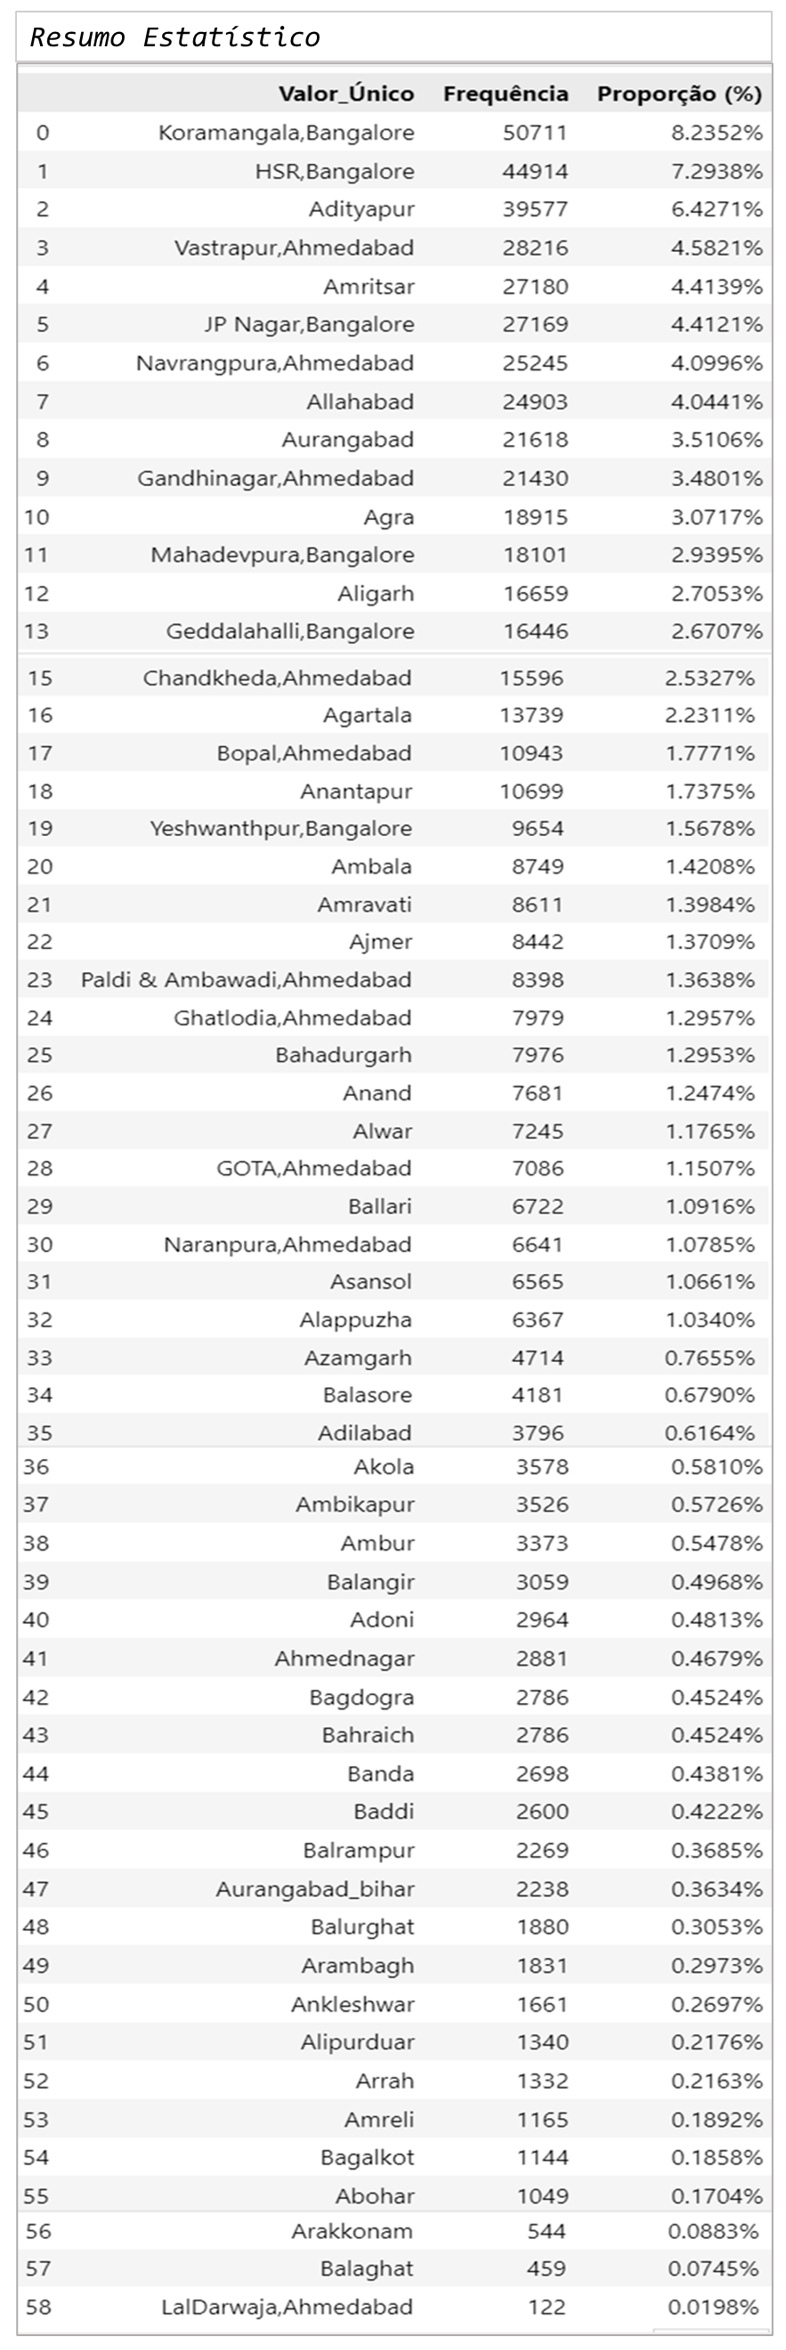 Resumo Estatístico
Valor_Único Frequência Proporção (%)
0 Koramangala,Bangalore 50711 8.2352%
1 HSR,Bangalore 44914 7.2938%
2 Adityapur 39577 6.4271%
3 Vastrapur,Ahmedabad 28216 4.5821%
4 Amritsar 27180 4.4139%
5 JP Nagar,Bangalore 27169 4.4121%
6 Navrangpura,Ahmedabad 25245 4.0996%
7 Allahabad 24903 4.0441%
8 Aurangabad 21618 3.5106%
9 Gandhinagar,Ahmedabad 21430 3.4801%
10 Agra 18915 3.0717%
11 Mahadevpura,Bangalore 18101 2.9395%
12 Aligarh 16659 2.7053%
13 Geddalahalli,Bangalore 16446 2.6707%
15 Chandkheda,Ahmedabad 15596 2.5327%
16 Agartala 13739 2.2311%
17 Bopal,Ahmedabad 10943 1.7771%
18 Anantapur 10699 1.7375%
19 Yeshwanthpur,Bangalore 9654 1.5678%
20 Ambala 8749 1.4208%
21 Amravati 8611 1.3984%
22 Ajmer 8442 1.3709%
23 Paldi & Ambawadi,Ahmedabad 8398 1.3638%
24 Ghatlodia,Ahmedabad 7979 1.2957%
25 Bahadurgarh 7976 1.2953%
26 Anand 7681 1.2474%
27 Alwar 7245 1.1765%
28 GOTA,Ahmedabad 7086 1.1507%
29 Ballari 6722 1.0916%
30 Naranpura,Ahmedabad 6641 1.0785%
31 Asansol 6565 1.0661%
32 Alappuzha 6367 1.0340%
33 Azamgarh 4714 0.7655%
34 Balasore 4181 0.6790%
35 Adilabad 3796 0.6164%
36 Akola 3578 0.5810%
37 Ambikapur 3526 0.5726%
38 Ambur 3373 0.5478%
39 Balangir 3059 0.4968%
40 Adoni 2964 0.4813%
41 Ahmednagar 2881 0.4679%
42 Bagdogra 2786 0.4524%
43 Bahraich 2786 0.4524%
44 Banda 2698 0.4381%
45 Baddi 2600 0.4222%
46 Balrampur 2269 0.3685%
47 Aurangabad_bihar 2238 0.3634%
48 Balurghat 1880 0.3053%
49 Arambagh 1831 0.2973%
50 Ankleshwar 1661 0.2697%
51 Alipurduar 1340 0.2176%
52 Arrah 1332 0.2163%
53 Amreli 1165 0.1892%
54 Bagalkot 1144 0.1858%
55 Abohar 1049 0.1704%
56 Arakkonam 544 0.0883%
57 Balaghat 459 0.0745%
58 LalDarwaja,Ahmedabad 122 0.0198%